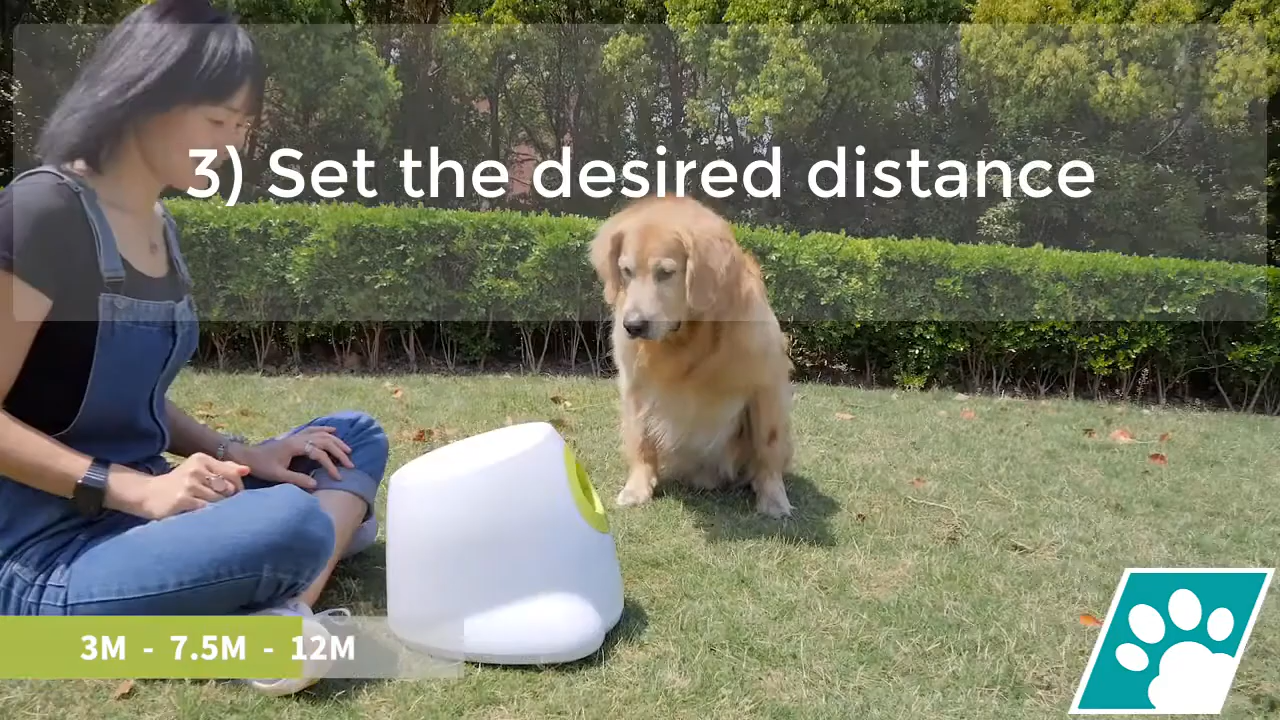 3) Set the desired distance
3M - 7.5M - 12M